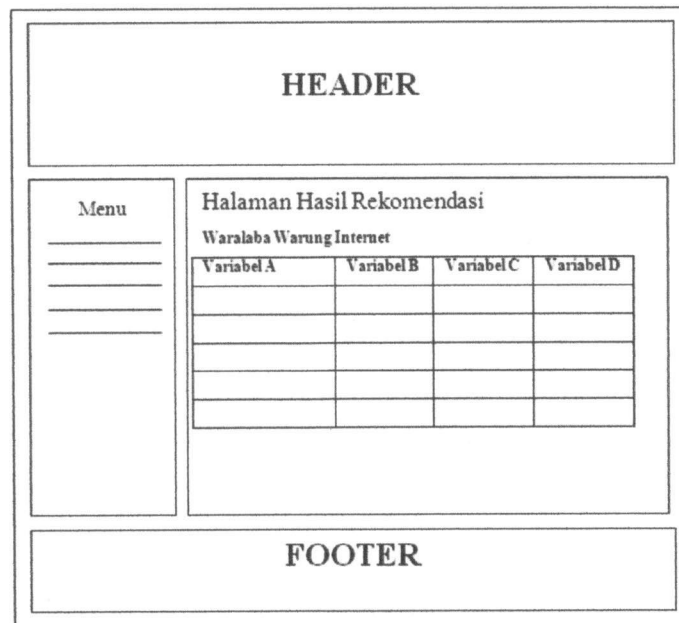 HEADER
Menu
Halaman Hasil Rekomendasi
Waralaba Warung Internet
Variabel A Variabel B Variabel C Variabel D
FOOTER